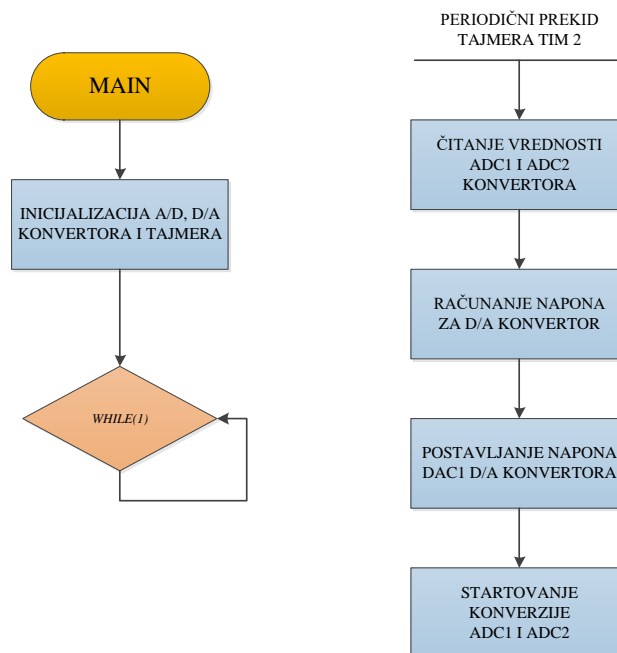 MAIN
INICIJALIZACIJA A/D, D/A
KONVERTORA I TAJMERA
WHILE(1)
PERIODIČNI PREKID
TAJMERA TIM 2
ČITANJE VREDNOSTI
ADC1 I ADC2
KONVERTORA
RAČUNANJE NAPONA
ZA D/A KONVERTOR
POSTAVLJANJE NAPONA
DAC1 D/A KONVERTORA
STARTOVANJE
KONVERZIJE
ADC1 I ADC2